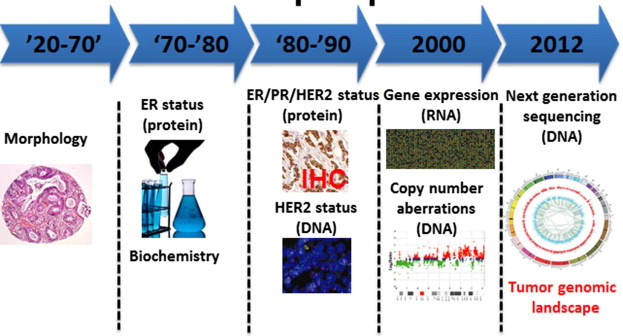 '20-70'
'70-'80
'80-'90
2000
2012
Morphology
ER status
(protein)
Biochemistry
ER/PR/HER2 status
(protein)
IHC
HER2 status
(DNA)
Gene expression
(RNA)
Copy number
aberrations
(DNA)
Next generation
sequencing
(DNA)
Tumor genomic
landscape